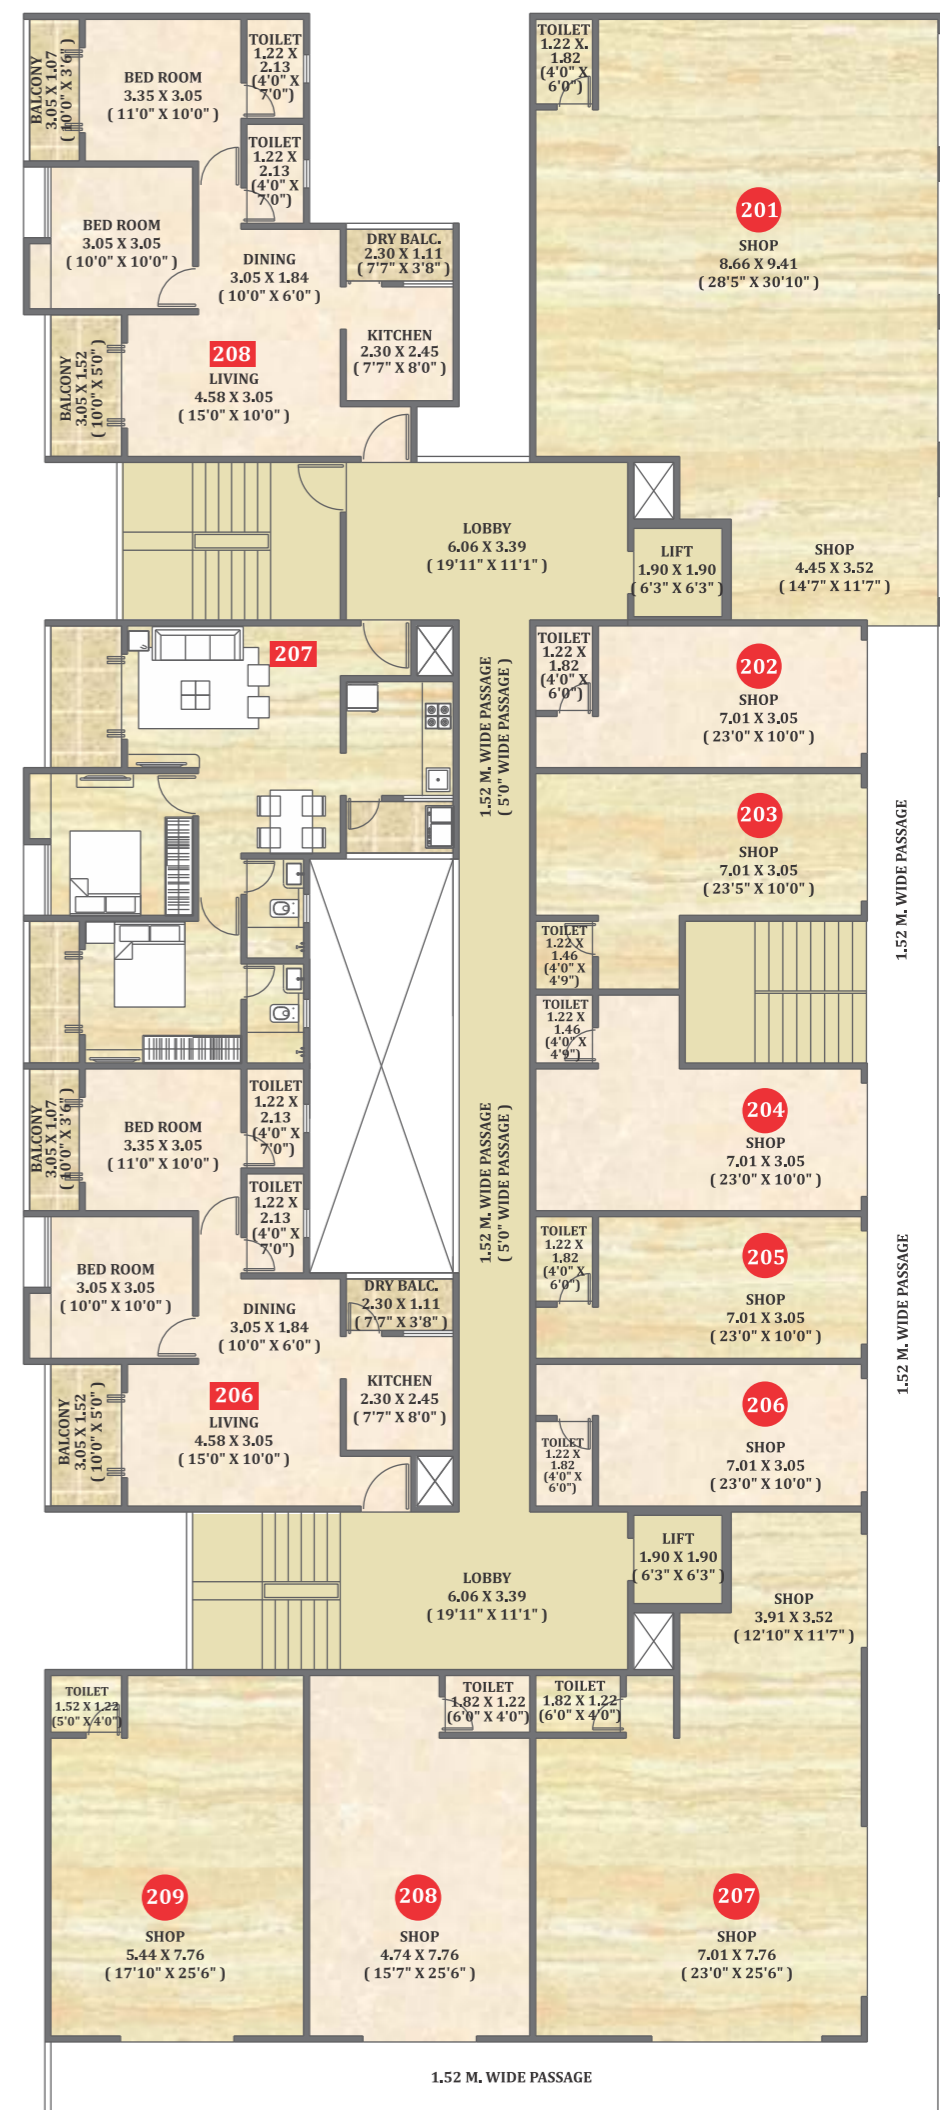 BALCONY
3.05 X 1.07
( 10'0" X 3'6" )
BED ROOM
3.35 X 3.05
( 11'0" X 10'0" )
TOILET
1.22 X
2.13
(4'0" X
7'0")
TOILET
1.22 X
2.13
(4'0" X
7'0")
BED ROOM
3.05 X 3.05
( 10'0" X 10'0" )
DINING
3.05 X 1.84
( 10'0" X 6'0" )
DRY BALC.
2.30 X 1.11
( 7'7" X 3'8" )
KITCHEN
2.30 X 2.45
( 7'7" X 8'0" )
BALCONY
3.05 X 1.52
( 10'0" X 5'0" )
208
LIVING
4.58 X 3.05
( 15'0" X 10'0" )
TOILET
1.22 X.
1.82
(4'0" X
6'0")
201
SHOP
8.66 X 9.41
( 28'5" X 30'10" )
LOBBY
6.06 X 3.39
( 19'11" X 11'1" )
LIFT
1.90 X 1.90
( 6'3" X 6'3" )
SHOP
4.45 X 3.52
( 14'7" X 11'7" )
207
1.52 M. WIDE PASSAGE
( 5'0" WIDE PASSAGE )
TOILET
1.22 X
1.82
(4'0" X
6'0")
202
SHOP
7.01 X 3.05
( 23'0" X 10'0" )
203
SHOP
7.01 X 3.05
( 23'5" X 10'0" )
1.52 M. WIDE PASSAGE
TOILET
1.22 X
1.46
(4'0" X
4'9")
TOILET
1.22 X
1.46
(4'0" X
4'9")
204
SHOP
7.01 X 3.05
( 23'0" X 10'0" )
BALCONY
3.05 X 1.07
( 10'0" X 3'6" )
BED ROOM
3.35 X 3.05
( 11'0" X 10'0" )
TOILET
1.22 X
2.13
(4'0" X
7'0")
TOILET
1.22 X
2.13
(4'0" X
7'0")
1.52 M. WIDE PASSAGE
( 5'0" WIDE PASSAGE )
TOILET
1.22 X
1.82
(4'0" X
6'0")
205
SHOP
7.01 X 3.05
( 23'0" X 10'0" )
1.52 M. WIDE PASSAGE
BED ROOM
3.05 X 3.05
( 10'0" X 10'0" )
DINING
3.05 X 1.84
( 10'0" X 6'0" )
DRY BALC.
2.30 X 1.11
( 7'7" X 3'8" )
KITCHEN
2.30 X 2.45
( 7'7" X 8'0" )
BALCONY
3.05 X 1.52
( 10'0" X 5'0" )
206
LIVING
4.58 X 3.05
( 15'0" X 10'0" )
206
SHOP
7.01 X 3.05
( 23'0" X 10'0" )
TOILET
1.22 X
1.82
(4'0" X
6'0")
LOBBY
6.06 X 3.39
( 19'11" X 11'1" )
LIFT
1.90 X 1.90
( 6'3" X 6'3" )
SHOP
3.91 X 3.52
( 12'10" X 11'7" )
TOILET
1.52 X 1.22
(5'0" X 4'0")
TOILET
1.82 X 1.22
(6'0" X 4'0")
TOILET
1.82 X 1.22
(6'0" X 4'0")
209
SHOP
5.44 X 7.76
( 17'10" X 25'6" )
208
SHOP
4.74 X 7.76
( 15'7" X 25'6" )
207
SHOP
7.01 X 7.76
( 23'0" X 25'6" )
1.52 M. WIDE PASSAGE